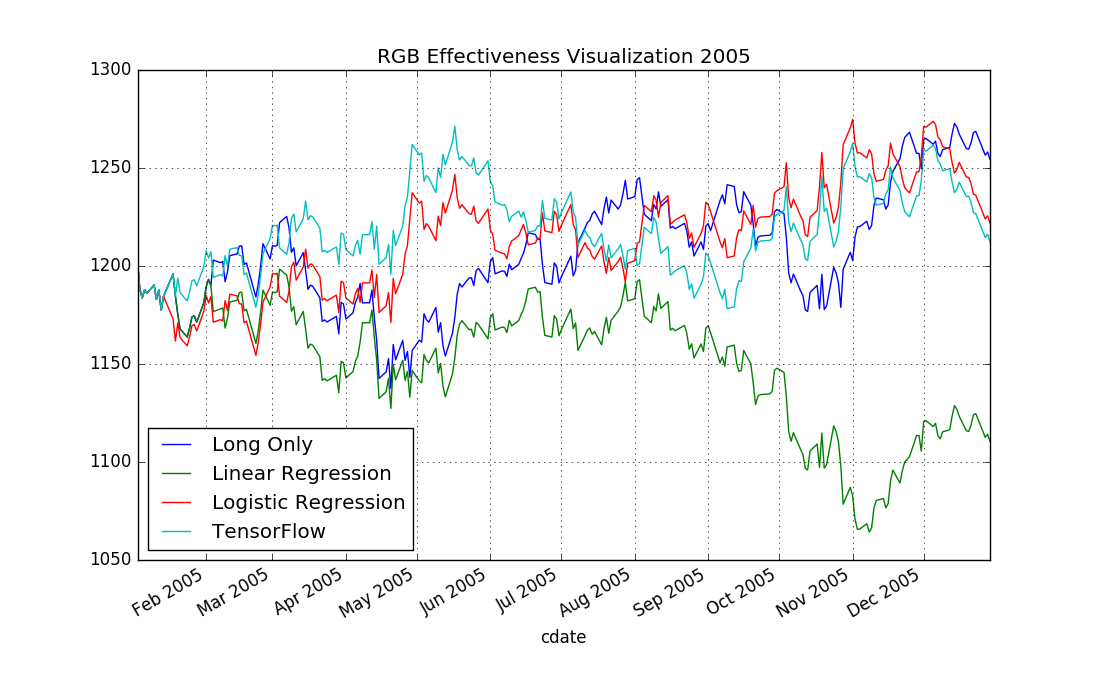 RGB Effectiveness Visualization 2005
1300
1250
1200
1150
1100
1050
Long Only
Linear Regression
Logistic Regression
TensorFlow
Feb 2005
Mar 2005
Apr 2005
May 2005
Jun 2005
Jul 2005
Aug 2005
Sep 2005
Oct 2005
Nov 2005
Dec 2005
cdate